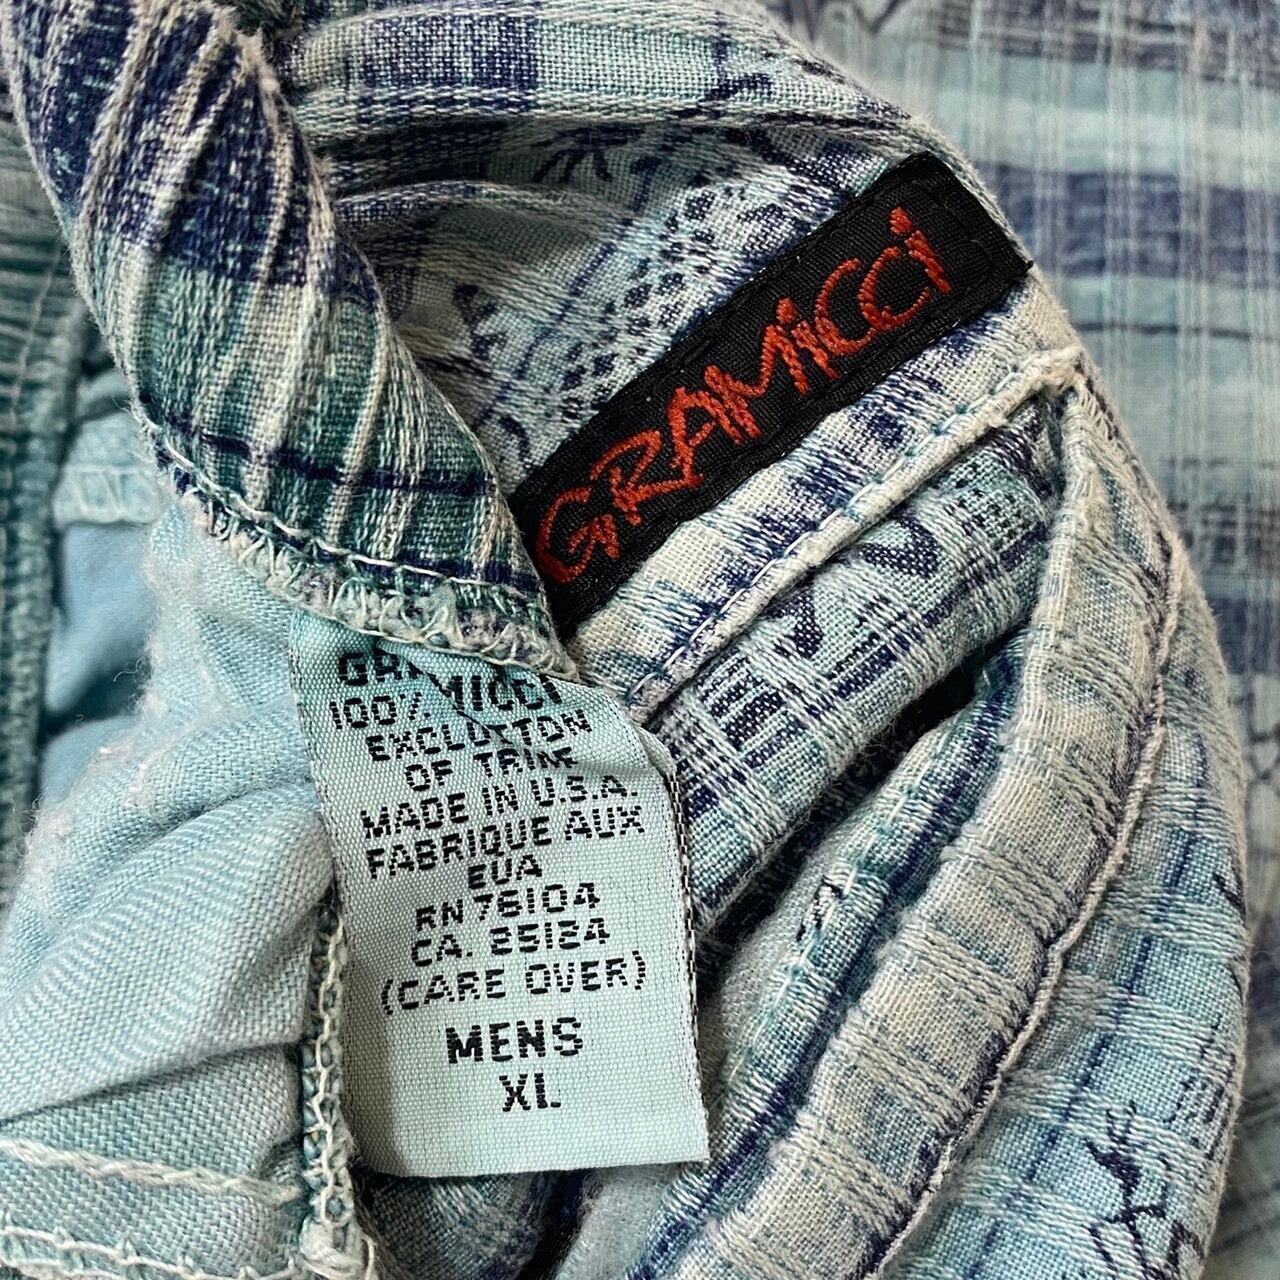 GRAMiCCi
GRAMICCI
100% COTTON
EXCLU
OF TRIM
MADE IN U.S.A.
FABRIQUE AUX
EUA
RN 76104
CA. 25124
(CARE OVER)
MENS
XL